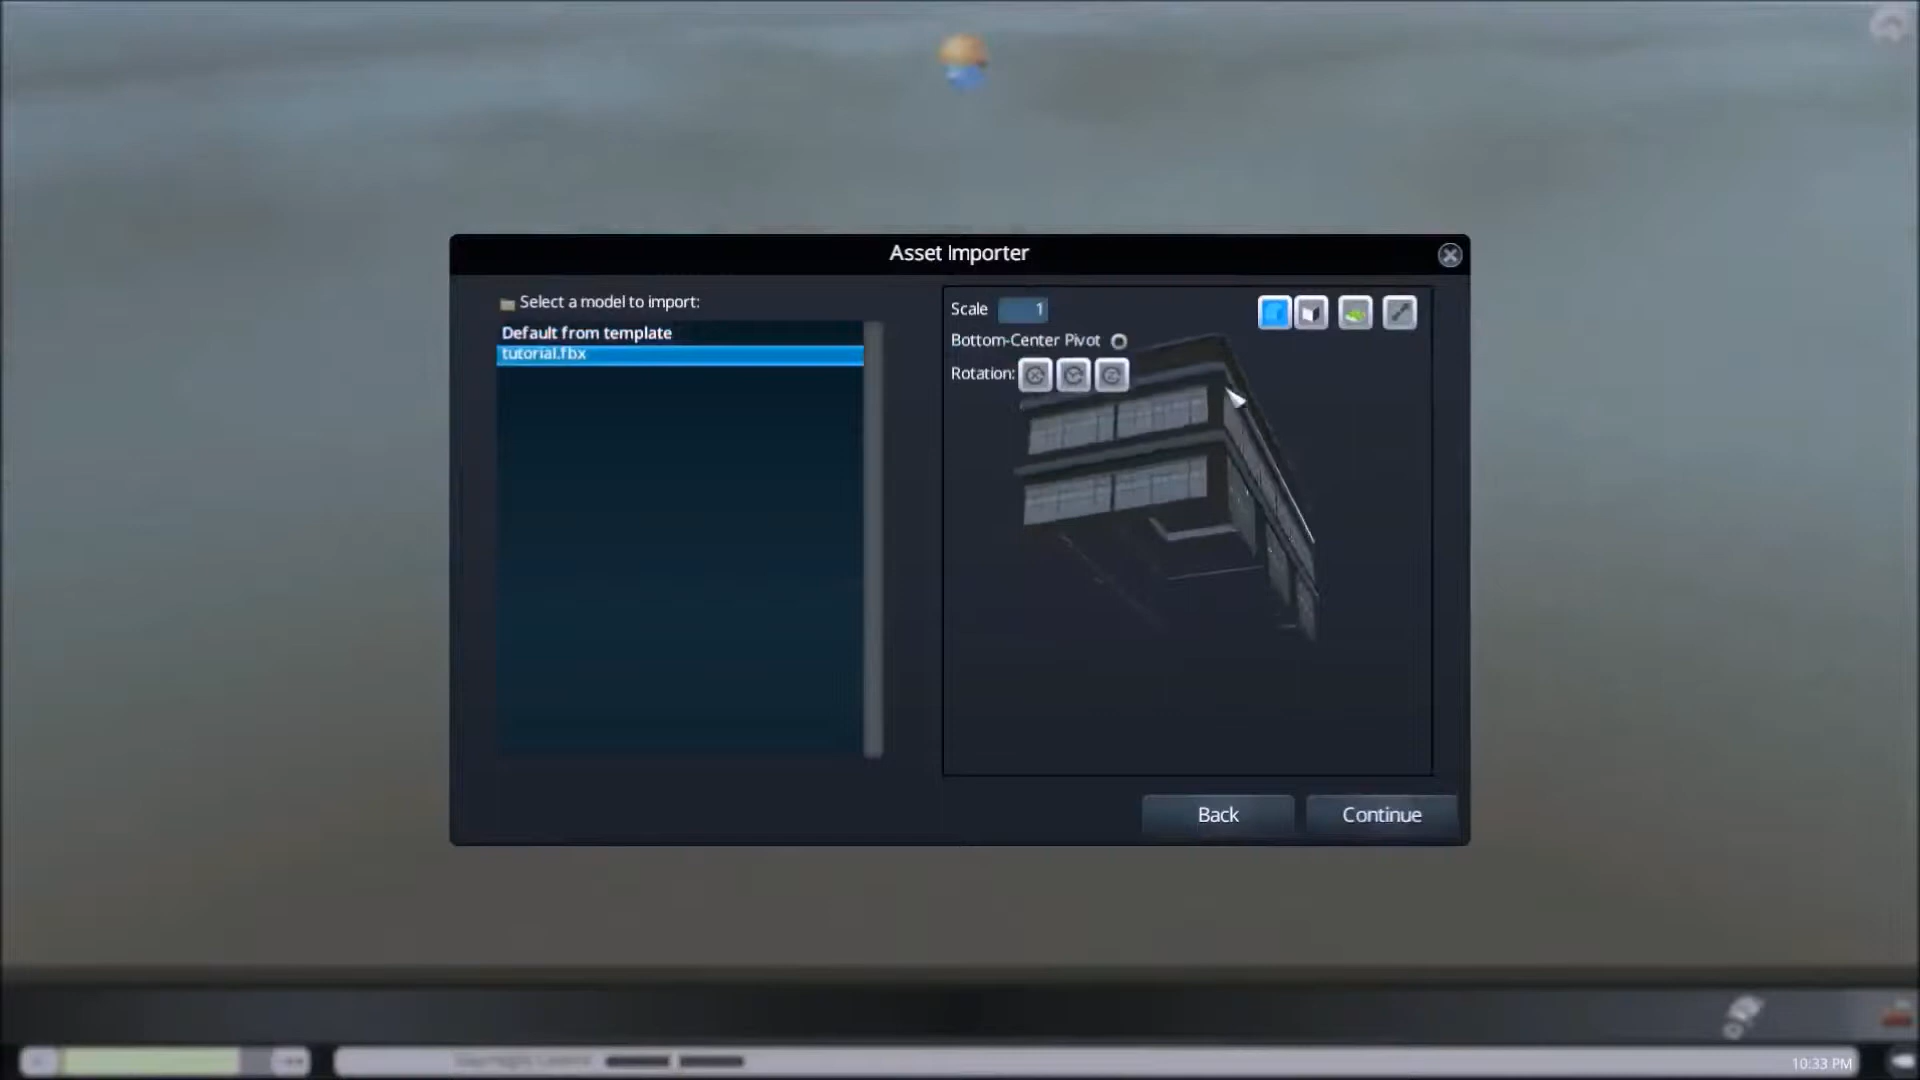 Asset Importer
Select a model to import:
Default from template
tutorial.fbx
Scale 1
Bottom-Center Pivot
Rotation:
Back
Continue
10:33 PM